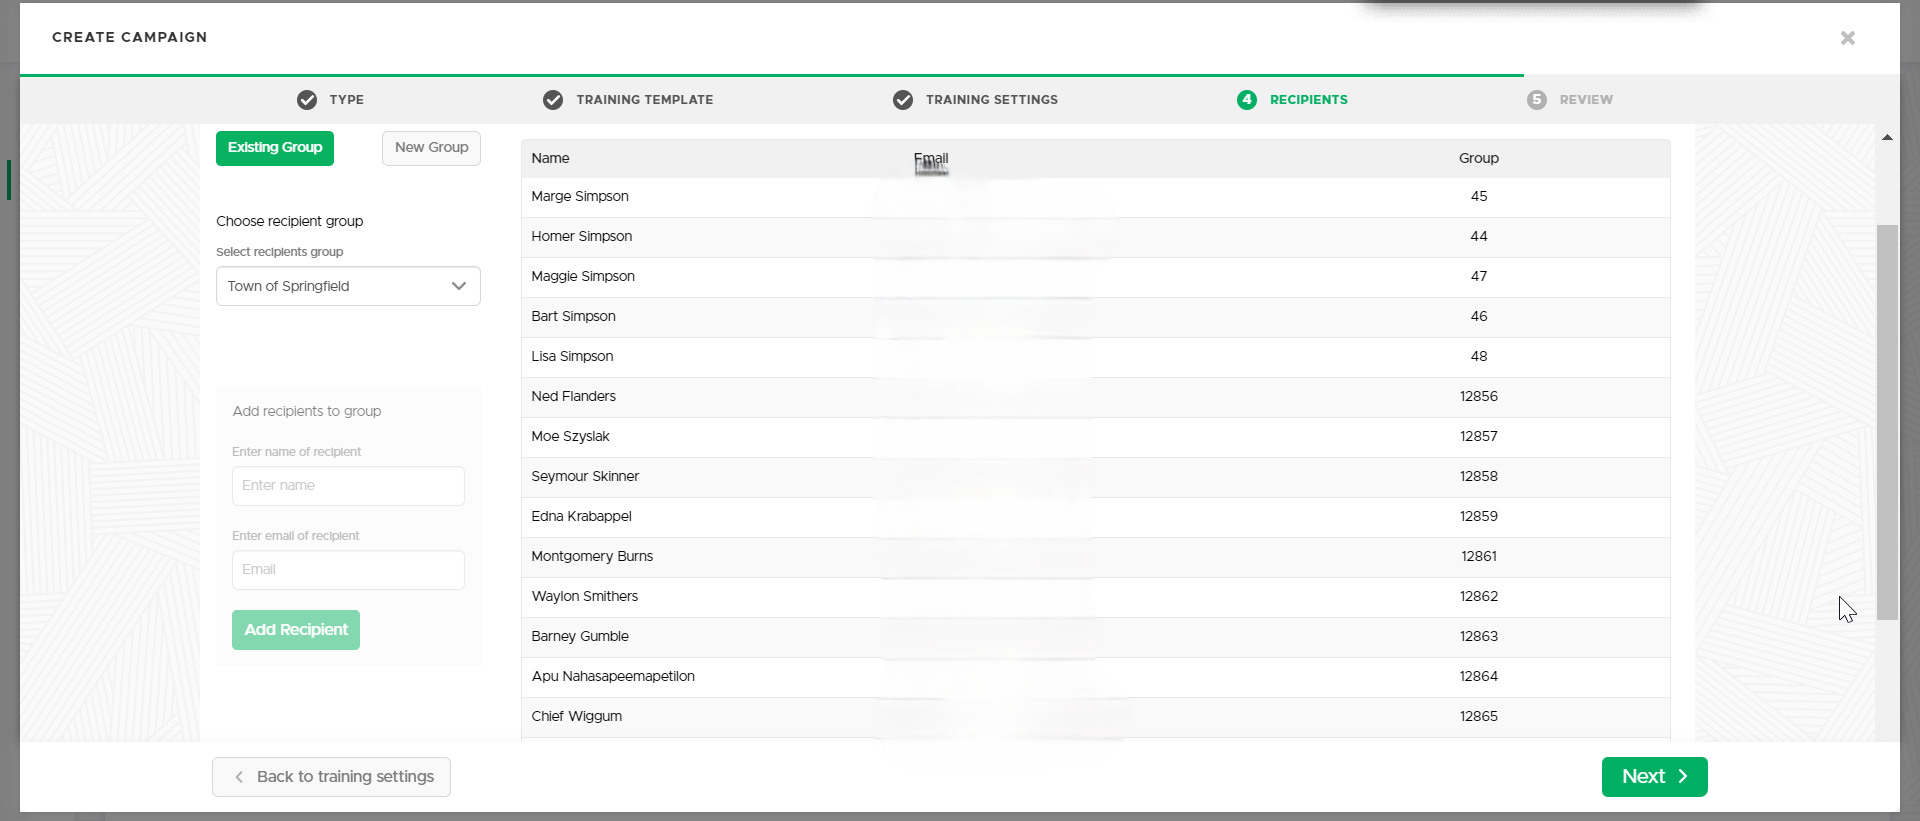 CREATE CAMPAIGN
TYPE
TRAINING TEMPLATE
TRAINING SETTINGS
4 RECIPIENTS
5 REVIEW
Existing Group
New Group
Choose recipient group
Select recipients group
Town of Springfield
Add recipients to group
Enter name of recipient
Enter name
Enter email of recipient
Email
Add Recipient
Name Email Group
Marge Simpson 45
Homer Simpson 44
Maggie Simpson 47
Bart Simpson 46
Lisa Simpson 48
Ned Flanders 12856
Moe Szyslak 12857
Seymour Skinner 12858
Edna Krabappel 12859
Montgomery Burns 12861
Waylon Smithers 12862
Barney Gumble 12863
Apu Nahasapeemapetilon 12864
Chief Wiggum 12865
Back to training settings
Next